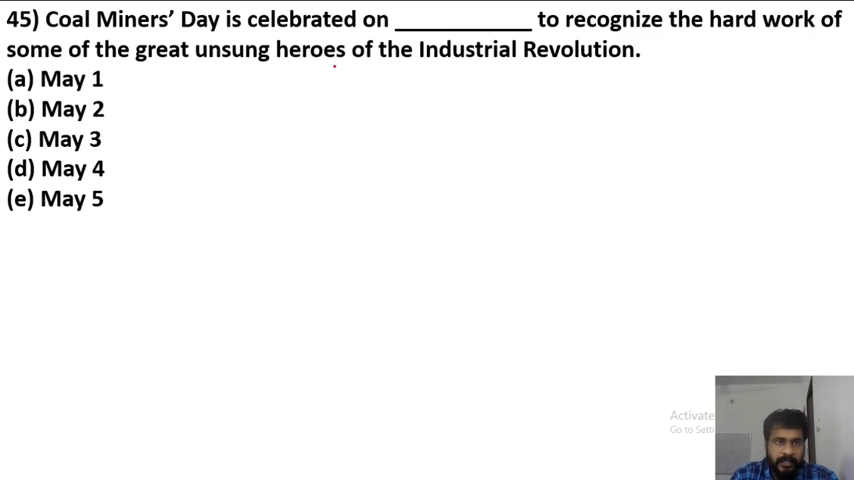 45) Coal Miners’ Day is celebrated on ___________ to recognize the hard work of
some of the great unsung heroes of the Industrial Revolution.
(a) May 1
(b) May 2
(c) May 3
(d) May 4
(e) May 5
Activate
Go to Setti